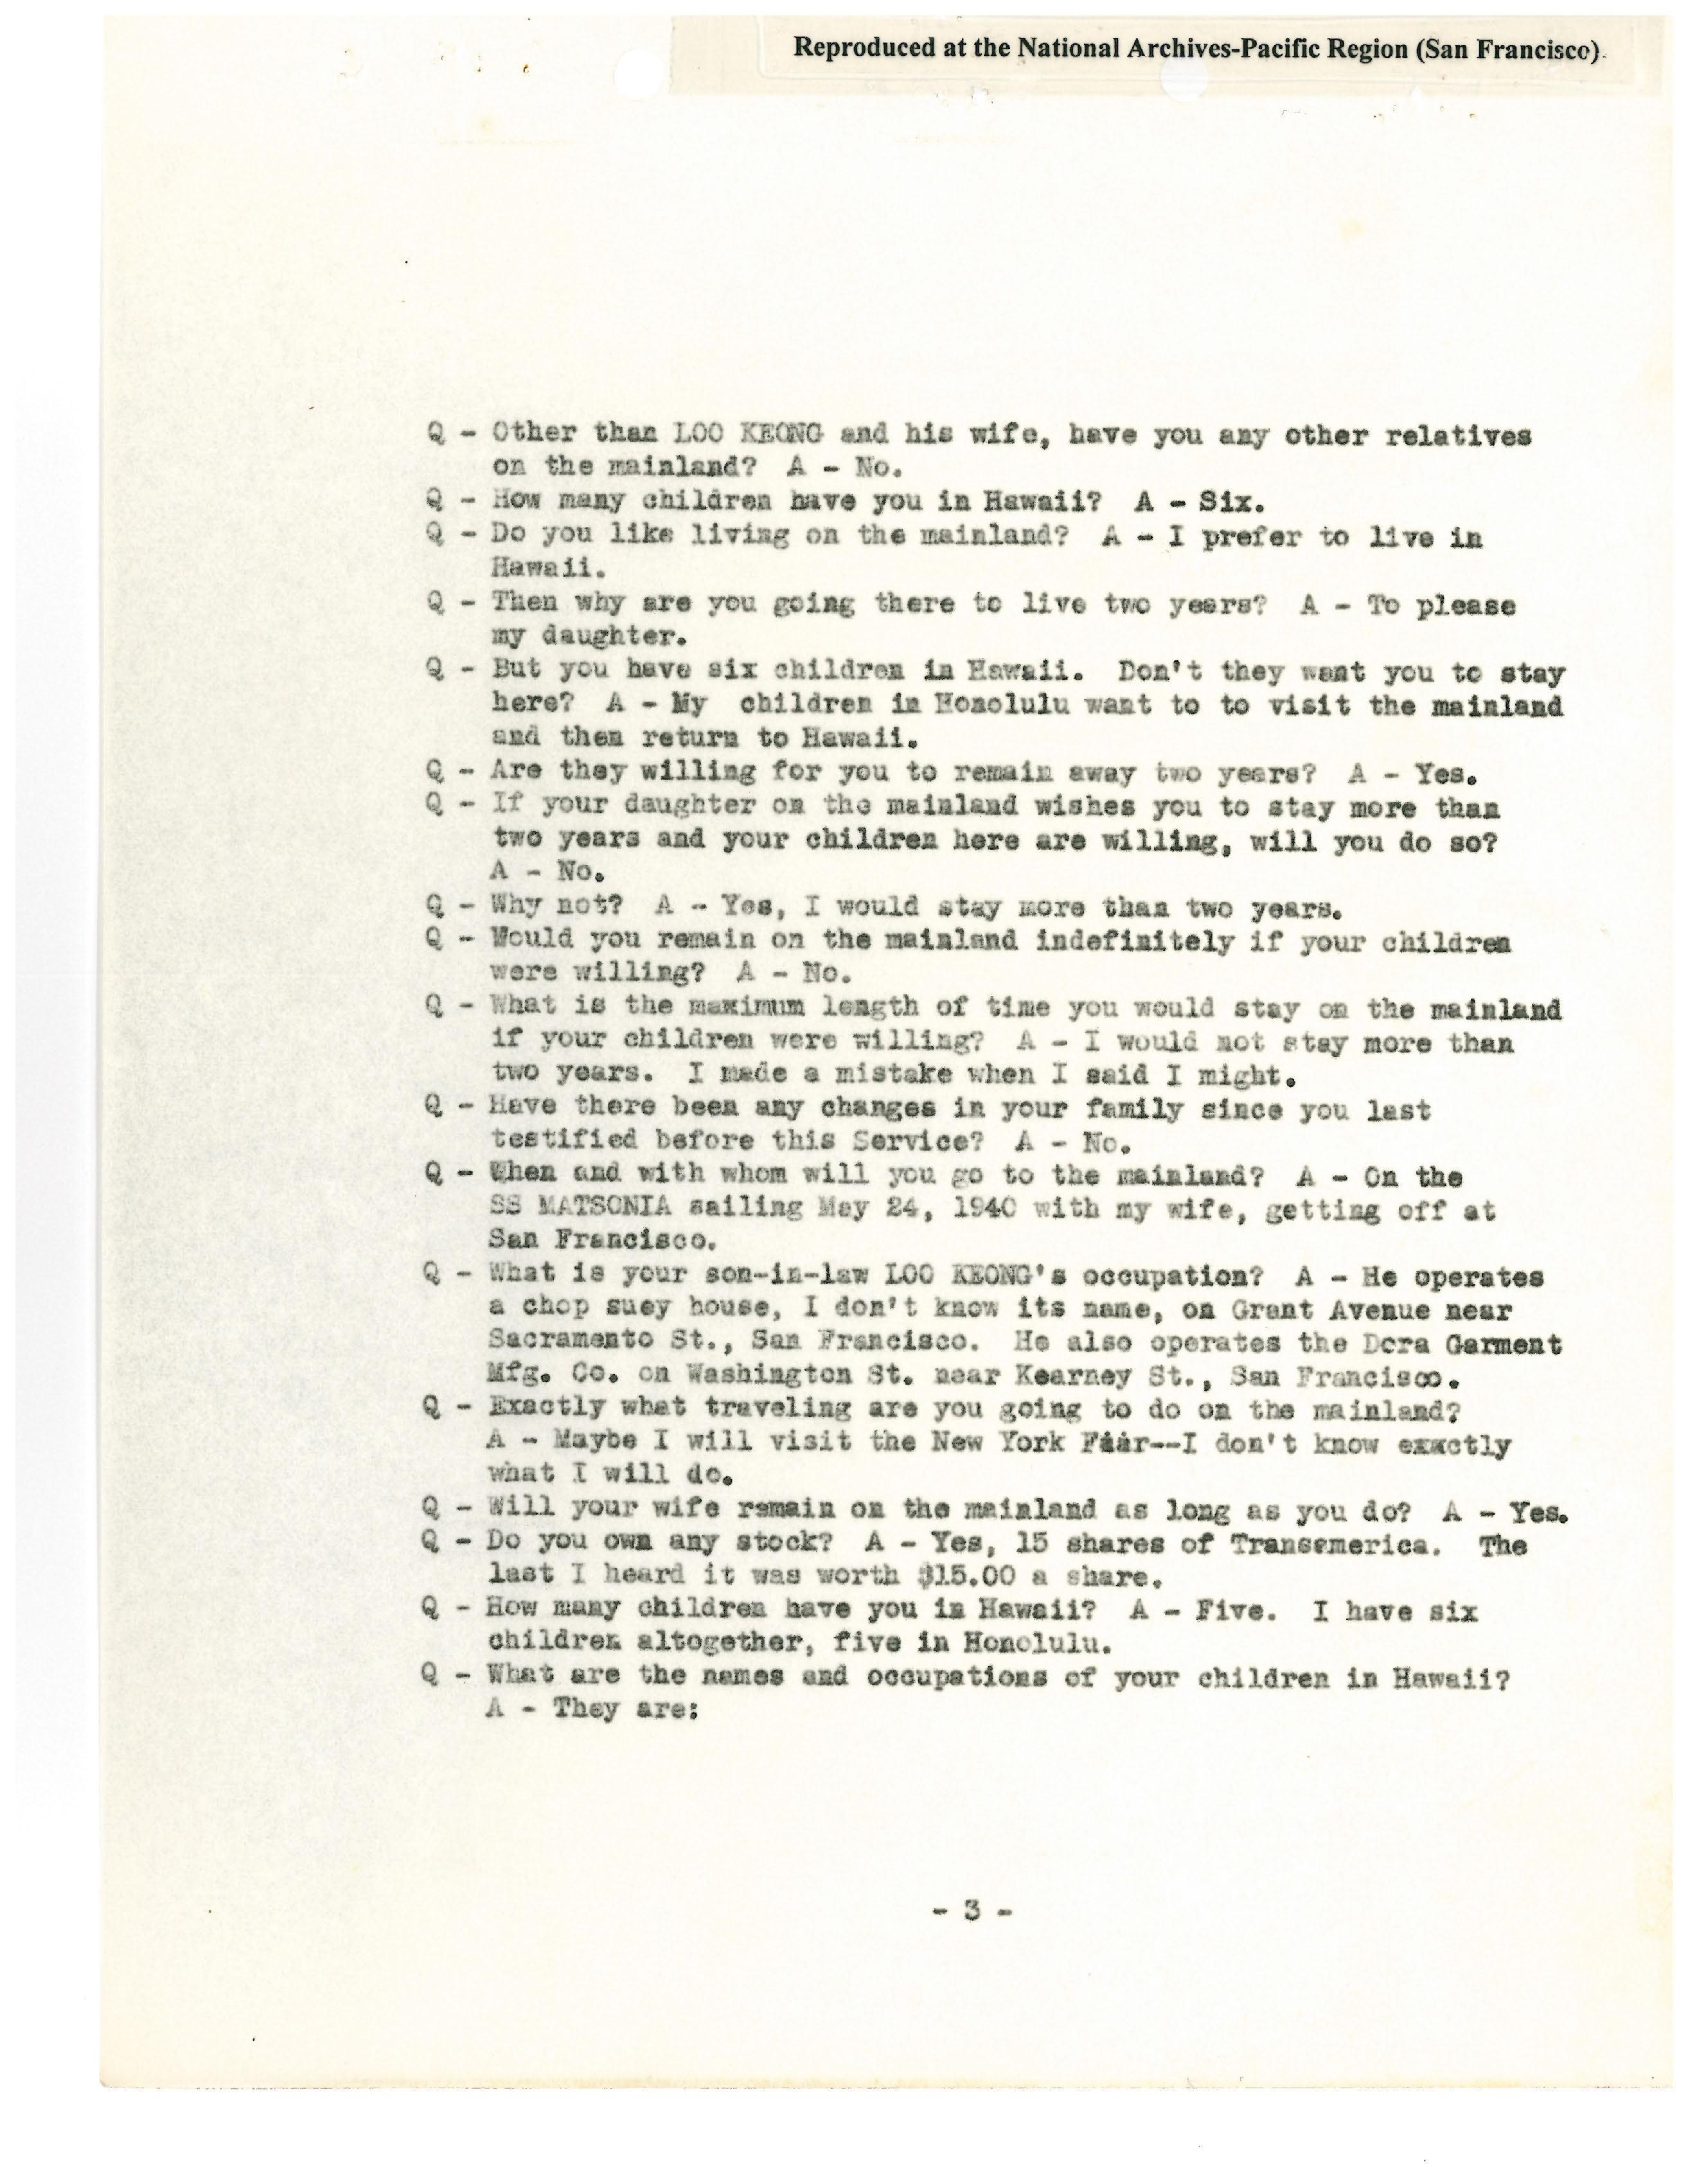 Reproduced at the National Archives-Pacific Region (San Francisco).
Q - Other than LOO KEONG and his wife, have you any other relatives
on the mainland? A - No.
Q - How many children have you in Hawaii? A - Six.
Q - Do you like living on the mainland? A - I prefer to live in
Hawaii.
Q - Then why are you going there to live two years? A - To please
my daughter.
Q - But you have six children in Hawaii. Don't they want you to stay
here? A - My children in Honolulu want to to visit the mainland
and then return to Hawaii.
Q - Are they willing for you to remain away two years? A - Yes.
Q - If your daughter on the mainland wishes you to stay more than
two years and your children here are willing, will you do so?
A - No.
Q - Why not? A - Yes, I would stay more than two years.
Q - Would you remain on the mainland indefinitely if your children
were willing? A - No.
Q - What is the maximum length of time you would stay on the mainland
if your children were willing? A - I would not stay more than
two years. I made a mistake when I said I might.
Q - Have there been any changes in your family since you last
testified before this Service? A - No.
Q - When and with whom will you go to the mainland? A - On the
SS MATSONIA sailing May 24, 1940 with my wife, getting off at
San Francisco.
Q - What is your son-in-law LOO KEONG's occupation? A - He operates
a chop suey house, I don't know its name, on Grant Avenue near
Sacramento St., San Francisco. He also operates the Dora Garment
Mfg. Co. on Washington St. near Kearney St., San Francisco.
Q - Exactly what traveling are you going to do on the mainland?
A - Maybe I will visit the New York Fair--I don't know exactly
what I will do.
Q - Will your wife remain on the mainland as long as you do? A - Yes.
Q - Do you own any stock? A - Yes, 15 shares of Transamerica. The
last I heard it was worth $15.00 a share.
Q - How many children have you in Hawaii? A - Five. I have six
children altogether, five in Honolulu.
Q - What are the names and occupations of your children in Hawaii?
A - They are:
- 3 -